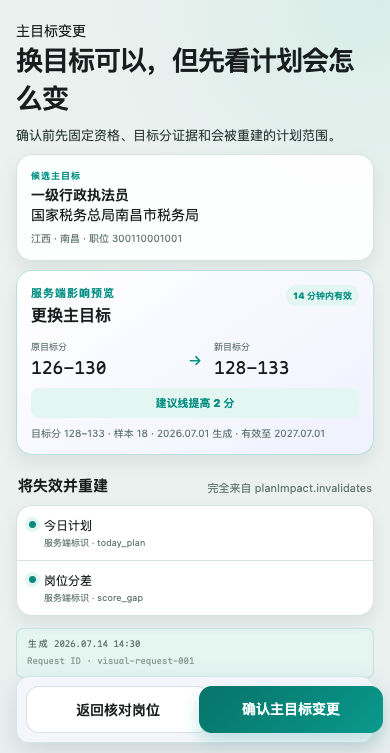 主目标变更
换目标可以，但先看计划会怎
么变
确认前先固定资格、目标分证据和会被重建的计划范围。
候选主目标
一级行政执法员
国家税务总局南昌市税务局
江西 · 南昌 · 职位 300110001001
服务端影响预览
14 分钟内有效
更换主目标
原目标分
新目标分
126–130
→
128–133
建议线提高 2 分
目标分 128–133 · 样本 18 · 2026.07.01 生成 · 有效至 2027.07.01
将失效并重建
完全来自 planImpact.invalidates
今日计划
服务端标识 · today_plan
岗位分差
服务端标识 · score_gap
生成 2026.07.14 14:30
Request ID · visual-request-001
返回核对岗位
确认主目标变更